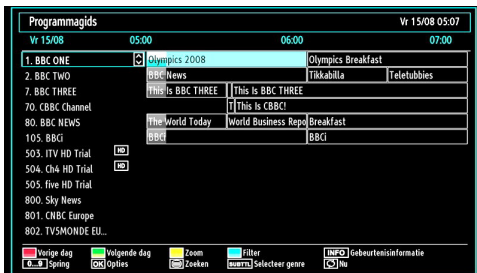 Programmagids Vr 15/08 05:07
Vr 15/08 05:00 06:00 07:00
1. BBC ONE Olympics 2008 Olympics Breakfast
2. BBC TWO BBC News Tikkabilla Teletubbies
7. BBC THREE This Is BBC THREE This Is BBC THREE
70. CBBC Channel T This Is CBBC!
80. BBC NEWS The World Today World Business Repo Breakfast
105. BBCi BBCi BBCi
503. ITV HD Trial HD
504. Ch4 HD Trial HD
505. five HD Trial
800. Sky News
801. CNBC Europe
802. TV5MONDE EU...
Vorige dag Volgende dag Zoom Filter INFO Gebeurtenisinformatie
0...9 Spring OK Opties Zoeken SUBTTL Selecteer genre Nu